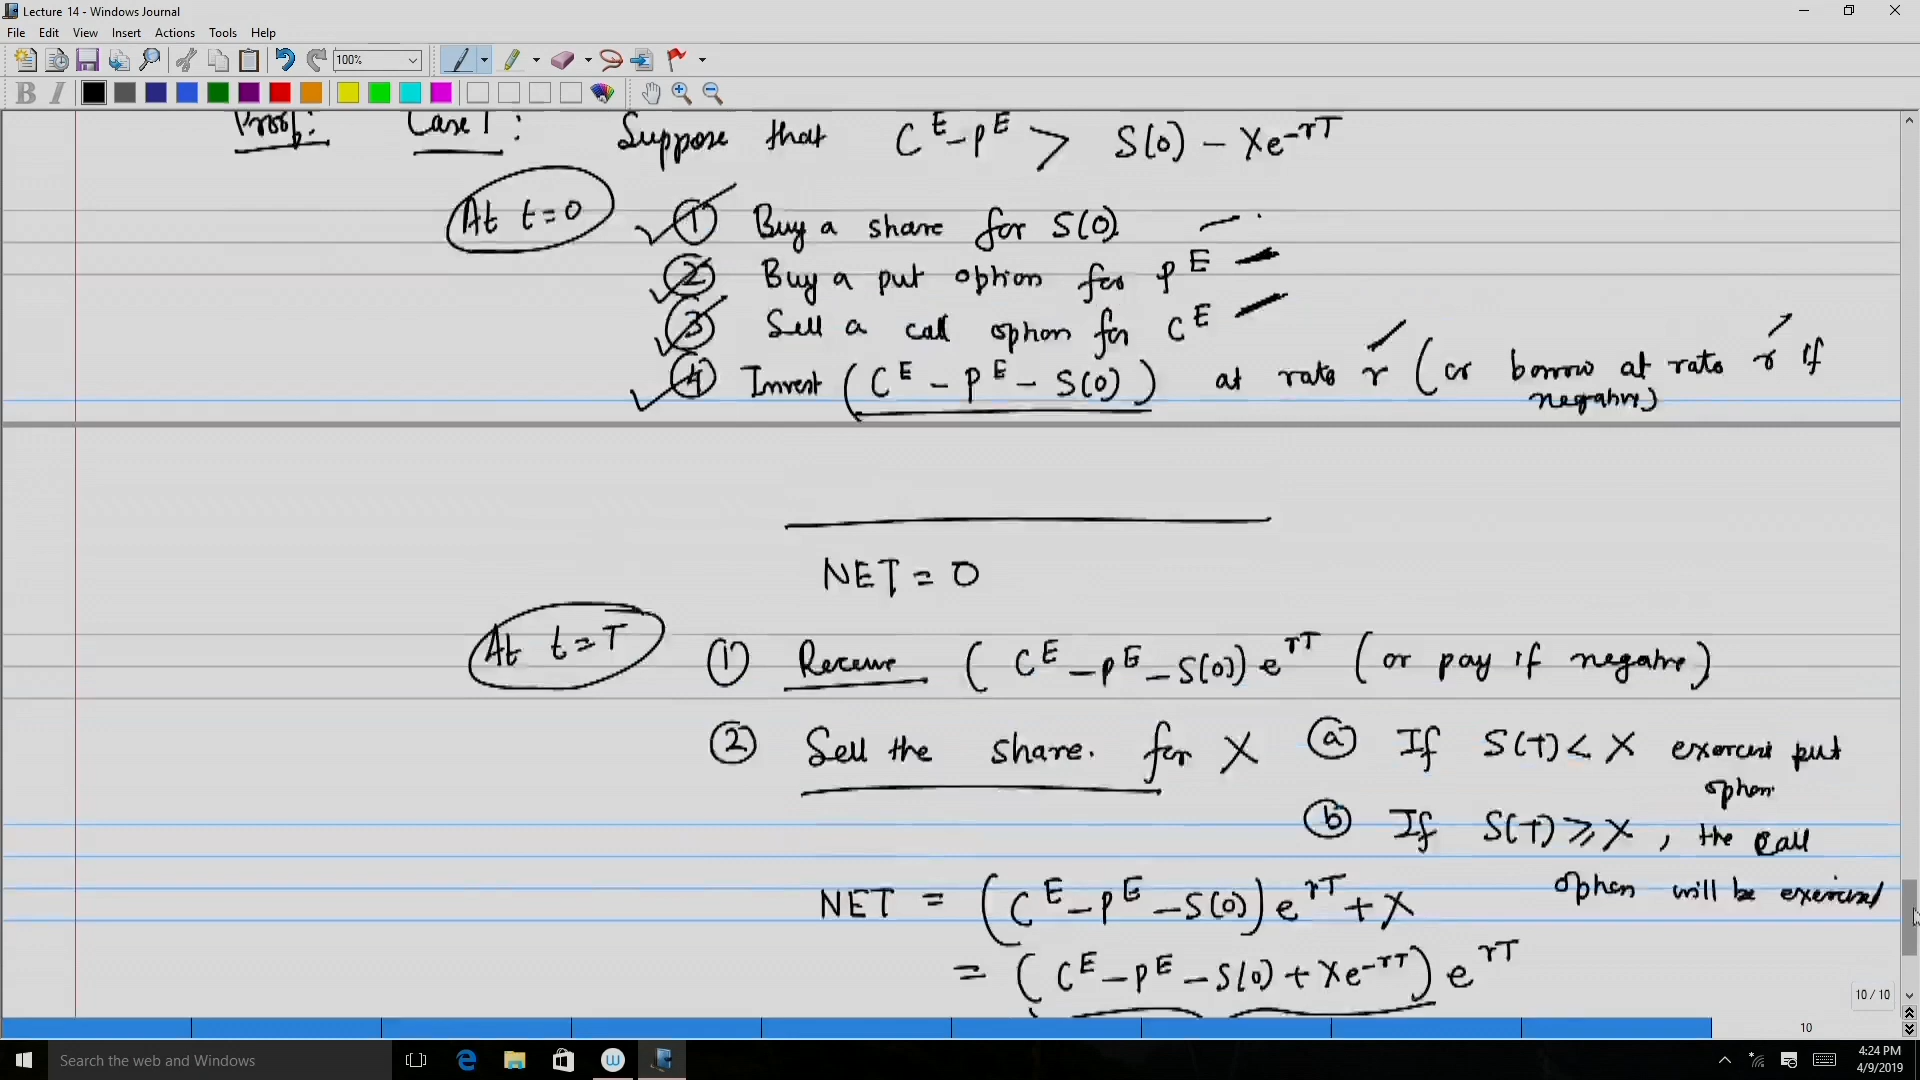 Lecture 14 - Windows Journal
File Edit View Insert Actions Tools Help
100%
B I
Proof: Case 1: Suppose that C^E - P^E > S(0) - Xe^{-rT}
At t=0
① Buy a share for S(0).
② Buy a put option for P^E
③ Sell a call option for C^E
④ Invest (C^E - P^E - S(0)) at rate r (or borrow at rate r if
negative)
NET = 0
At t=T
① Receive (C^E - P^E - S(0)) e^{rT} (or pay if negative)
② Sell the share. for X ⓐ If S(T) < X exercise put
option
ⓑ If S(T) ⩾ X, the call
option will be exercised
NET = (C^E - P^E - S(0)) e^{rT} + X
= (C^E - P^E - S(0) + Xe^{-rT}) e^{rT}
10 / 10
10
Search the web and Windows
4:24 PM
4/9/2019